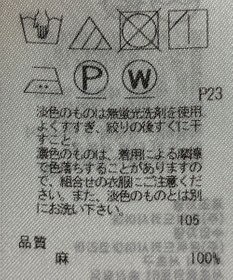 P W
P23
淡色のものは無蛍光洗剤を使用
よくすすぎ、絞りの後すぐに干
すこと。
濃色のものは、着用による摩擦
で色落ちすることがありますの
で、組合せの衣服にご注意くださ
い。また、淡色のものとは別
にお洗い下さい。
105
品質
麻 100%